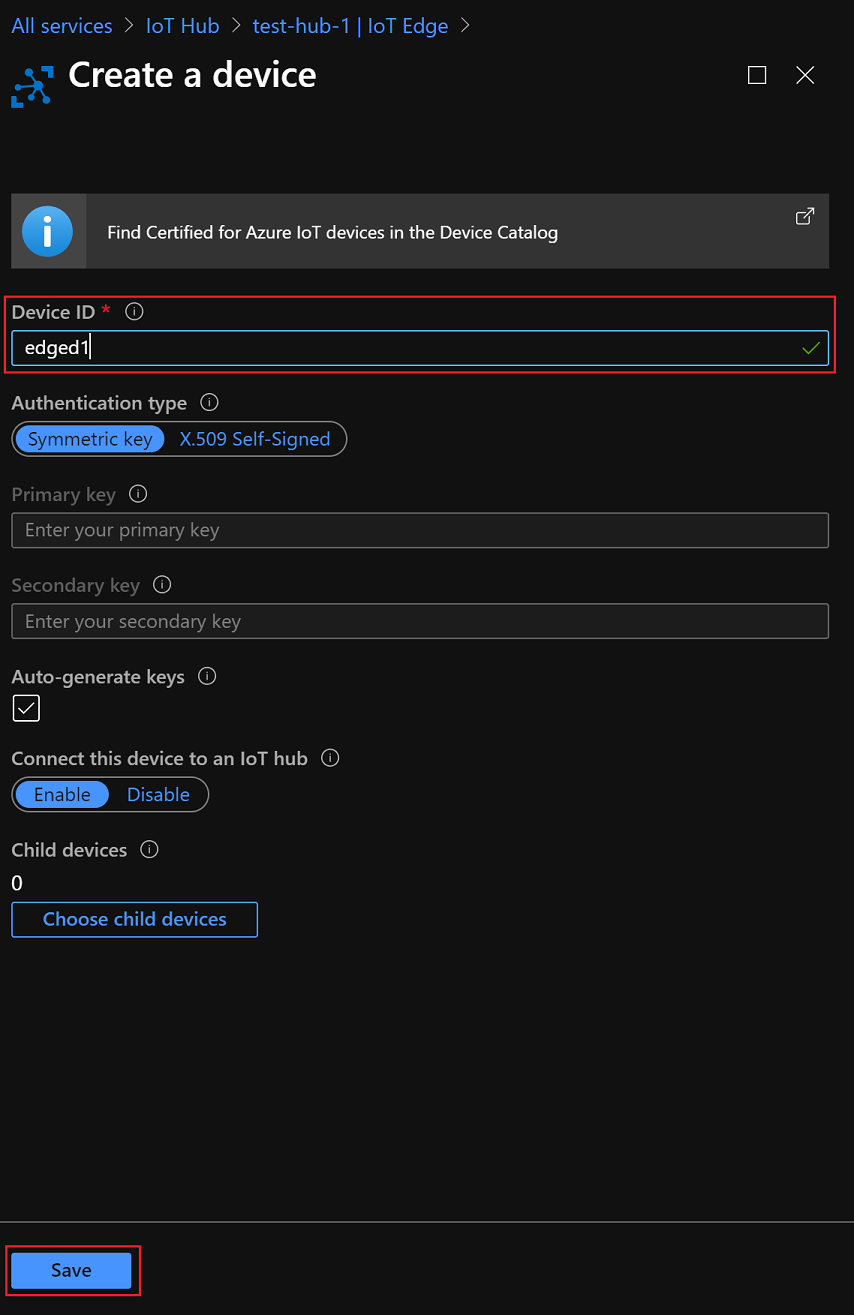 All services > IoT Hub > test-hub-1 | IoT Edge >
Create a device
Find Certified for Azure IoT devices in the Device Catalog
Device ID *
edged1
Authentication type
Symmetric key X.509 Self-Signed
Primary key
Enter your primary key
Secondary key
Enter your secondary key
Auto-generate keys
Connect this device to an IoT hub
Enable Disable
Child devices
0
Choose child devices
Save